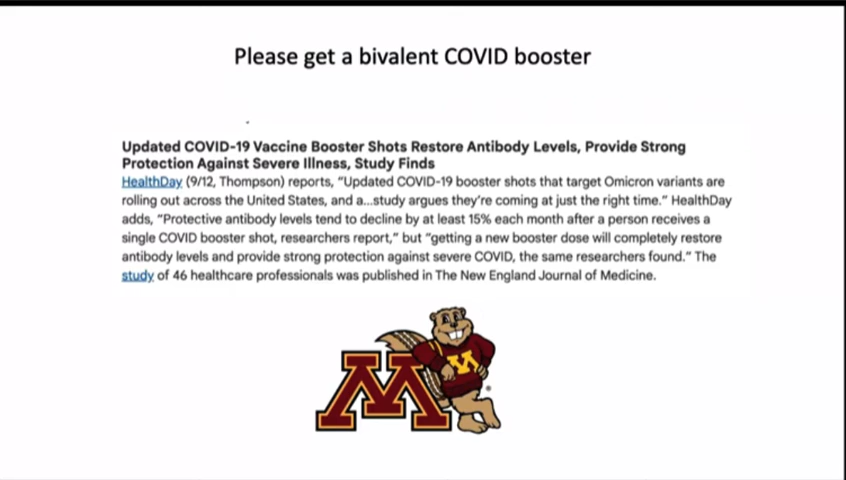 Please get a bivalent COVID booster
Updated COVID-19 Vaccine Booster Shots Restore Antibody Levels, Provide Strong
Protection Against Severe Illness, Study Finds
HealthDay (9/12, Thompson) reports, “Updated COVID-19 booster shots that target Omicron variants are
rolling out across the United States, and a...study argues they’re coming at just the right time.” HealthDay
adds, “Protective antibody levels tend to decline by at least 15% each month after a person receives a
single COVID booster shot, researchers report,” but “getting a new booster dose will completely restore
antibody levels and provide strong protection against severe COVID, the same researchers found.” The
study of 46 healthcare professionals was published in The New England Journal of Medicine.
M
M
®